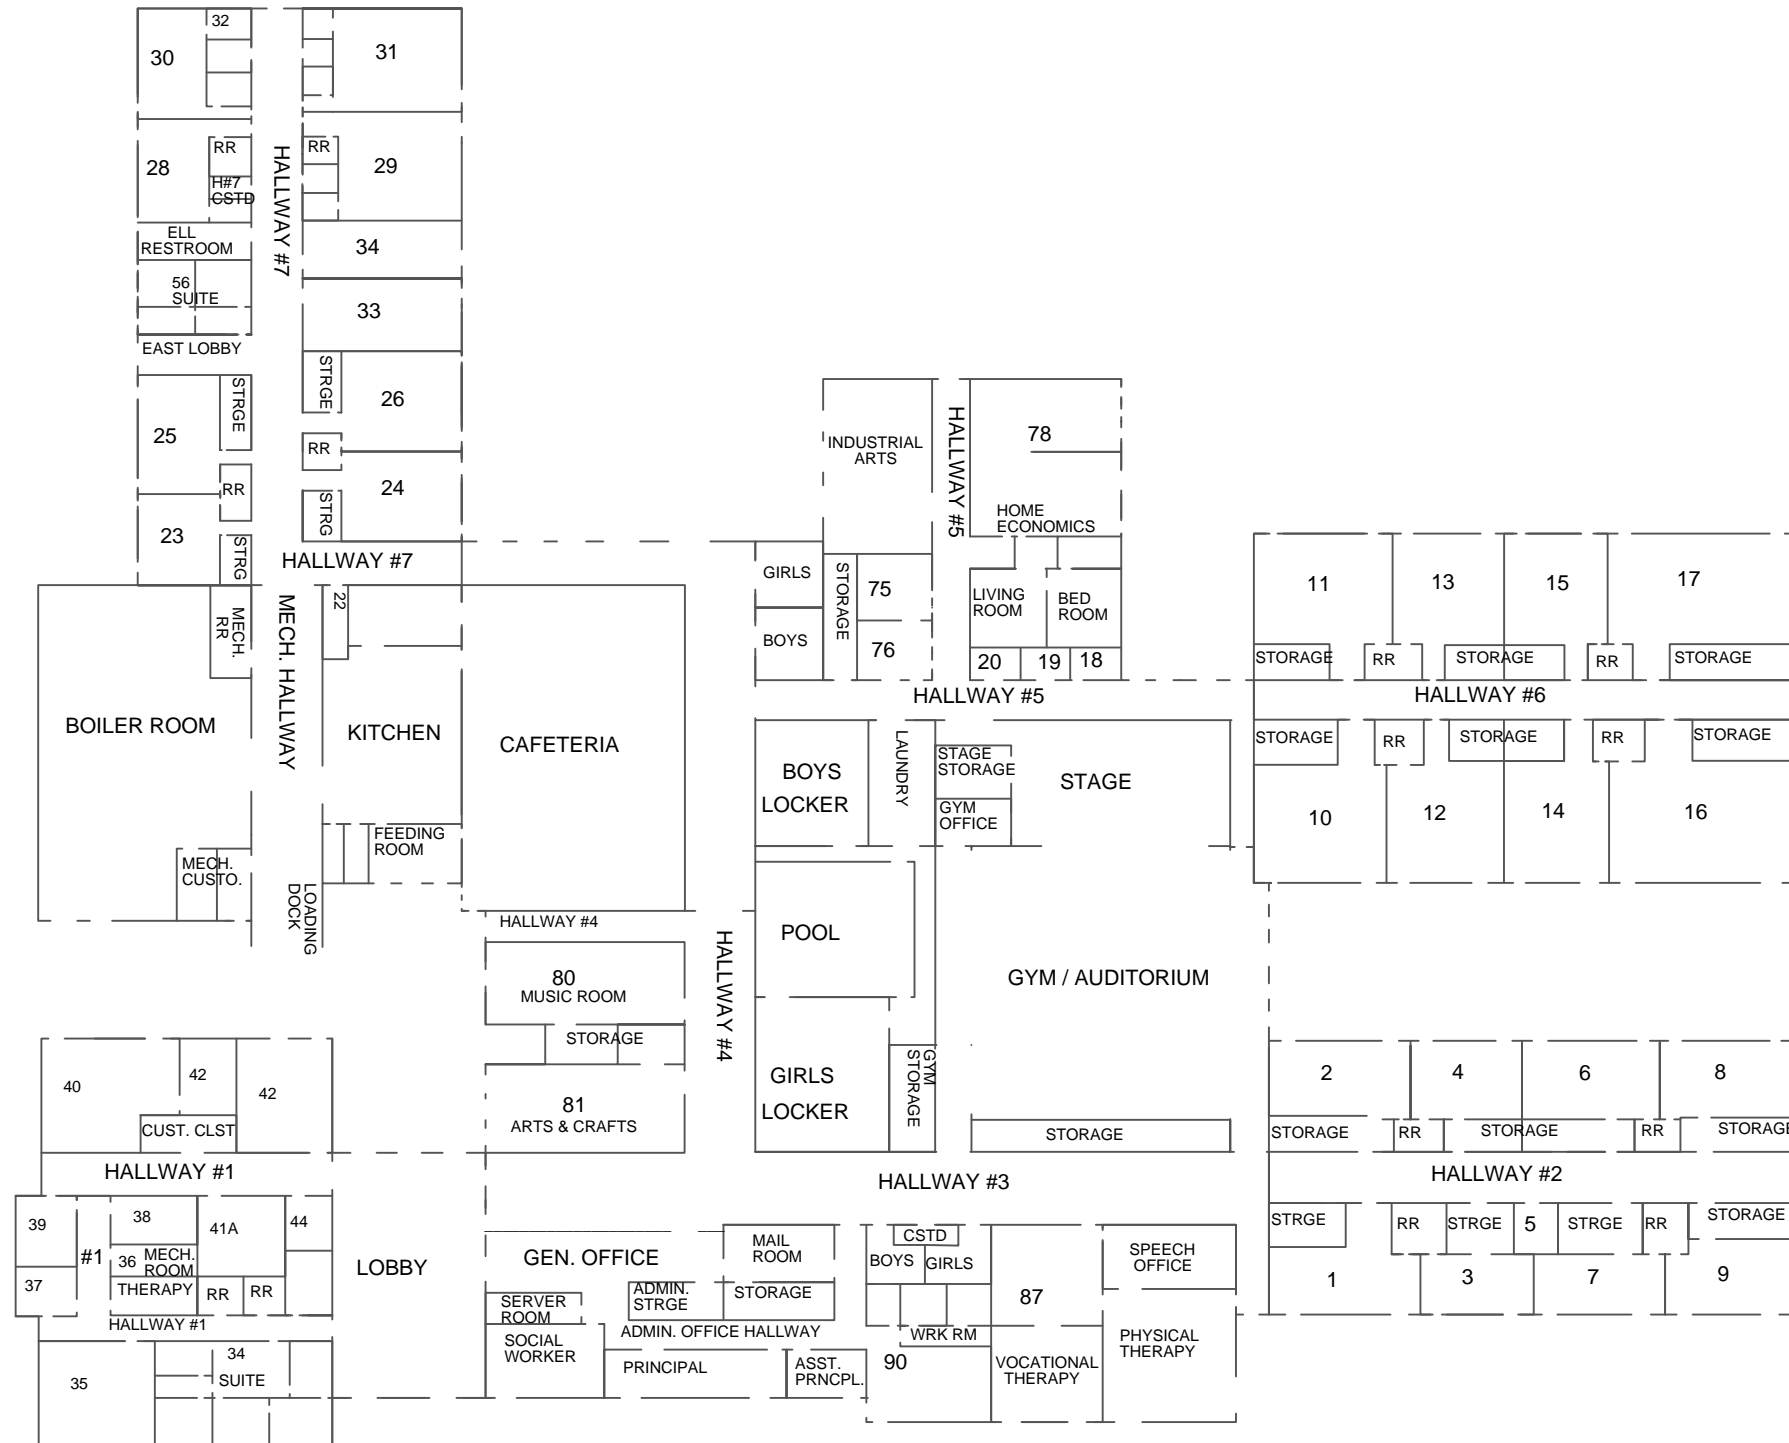 32
30
31
RR
28
H#7
CSTD
HALLWAY #7
RR
29
ELL
RESTROOM
34
56
SUITE
33
EAST LOBBY
STRGE
25
STRGE
26
RR
RR
24
23
STRG
STRG
HALLWAY #7
INDUSTRIAL
ARTS
HALLWAY #5
78
HOME
ECONOMICS
GIRLS
BOYS
STORAGE
75
76
LIVING
ROOM
BED
ROOM
20
19
18
HALLWAY #5
11
13
15
17
STORAGE
RR
STORAGE
RR
STORAGE
HALLWAY #6
STORAGE
RR
STORAGE
RR
STORAGE
10
12
14
16
MECH.
RR
MECH. HALLWAY
22
BOILER ROOM
KITCHEN
CAFETERIA
MECH.
CUSTO.
LOADING
DOCK
FEEDING
ROOM
BOYS
LOCKER
LAUNDRY
STAGE
STORAGE
GYM
OFFICE
STAGE
HALLWAY #4
POOL
GYM / AUDITORIUM
80
MUSIC ROOM
STORAGE
HALLWAY #4
81
ARTS & CRAFTS
GIRLS
LOCKER
GYM
STORAGE
STORAGE
2
4
6
8
STORAGE
RR
STORAGE
RR
STORAGE
HALLWAY #2
STRGE
RR
STRGE
5
STRGE
RR
STORAGE
1
3
7
9
40
42
42
CUST. CLST
HALLWAY #1
HALLWAY #3
39
37
#1
38
36
MECH.
ROOM
THERAPY
41A
44
RR
RR
HALLWAY #1
35
34
SUITE
LOBBY
GEN. OFFICE
MAIL
ROOM
ADMIN.
STRGE
STORAGE
SERVER
ROOM
SOCIAL
WORKER
ADMIN. OFFICE HALLWAY
PRINCIPAL
ASST.
PRNCPL.
CSTD
BOYS
GIRLS
WRK RM
90
87
VOCATIONAL
THERAPY
SPEECH
OFFICE
PHYSICAL
THERAPY